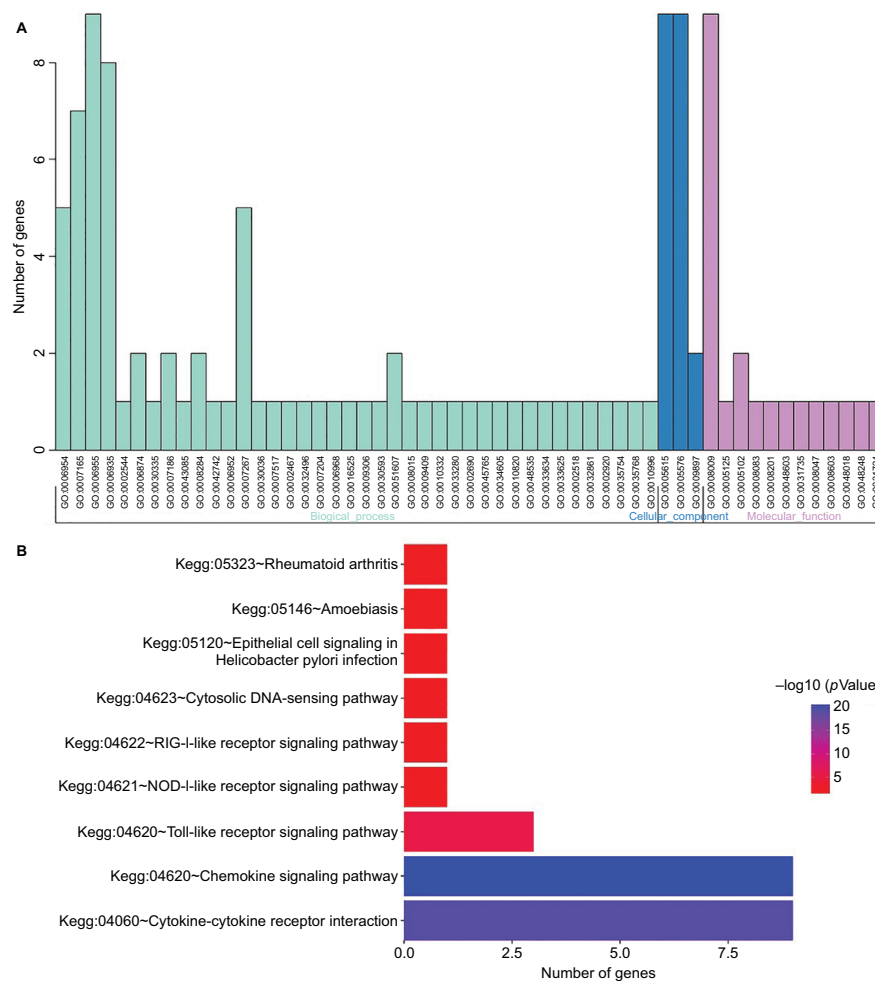 A
Number of genes
8
6
4
2
0
GO:0006954
GO:0007165
GO:0006955
GO:0006935
GO:0002544
GO:0006874
GO:0030335
GO:0007186
GO:0043085
GO:0008284
GO:0042742
GO:0006952
GO:0007267
GO:0030036
GO:0007517
GO:0002467
GO:0032496
GO:0007204
GO:0006968
GO:0016525
GO:0009306
GO:0030593
GO:0051607
GO:0008015
GO:0009409
GO:0010332
GO:0033280
GO:0002690
GO:0045765
GO:0034605
GO:0010820
GO:0048535
GO:0033634
GO:0033625
GO:0002518
GO:0032861
GO:0002920
GO:0035754
GO:0035768
GO:0010996
GO:0005615
GO:0005576
GO:0009897
GO:0008009
GO:0005125
GO:0005102
GO:0008083
GO:0008201
GO:0048603
GO:0031735
GO:0008047
GO:0008603
GO:0048018
GO:0048248
Biogical_process
Cellular_component
Molecular_function
B
Kegg:05323~Rheumatoid arthritis
Kegg:05146~Amoebiasis
Kegg:05120~Epithelial cell signaling in
Helicobacter pylori infection
Kegg:04623~Cytosolic DNA-sensing pathway
Kegg:04622~RIG-I-like receptor signaling pathway
Kegg:04621~NOD-I-like receptor signaling pathway
Kegg:04620~Toll-like receptor signaling pathway
Kegg:04620~Chemokine signaling pathway
Kegg:04060~Cytokine-cytokine receptor interaction
0.0
2.5
5.0
7.5
Number of genes
–log10 (pValue
20
15
10
5